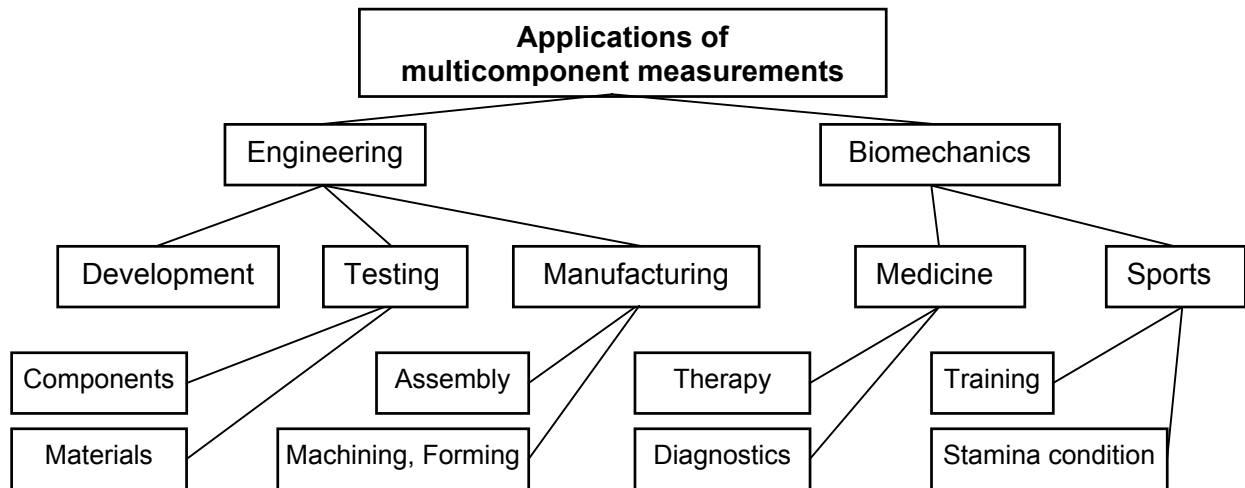 Applications of
multicomponent measurements
Engineering
Biomechanics
Development
Testing
Manufacturing
Medicine
Sports
Components
Assembly
Therapy
Training
Materials
Machining, Forming
Diagnostics
Stamina condition